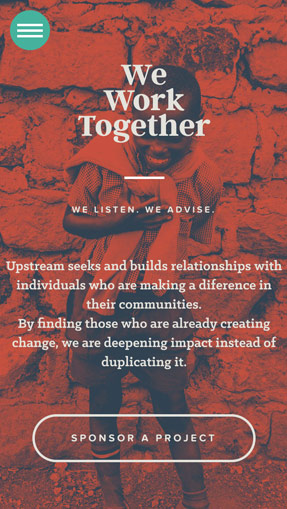 We
Work
Together
WE LISTEN. WE ADVISE.
Upstream seeks and builds relationships with
individuals who are making a diference in
their communities.
By finding those who are already creating
change, we are deepening impact instead of
duplicating it.
SPONSOR A PROJECT